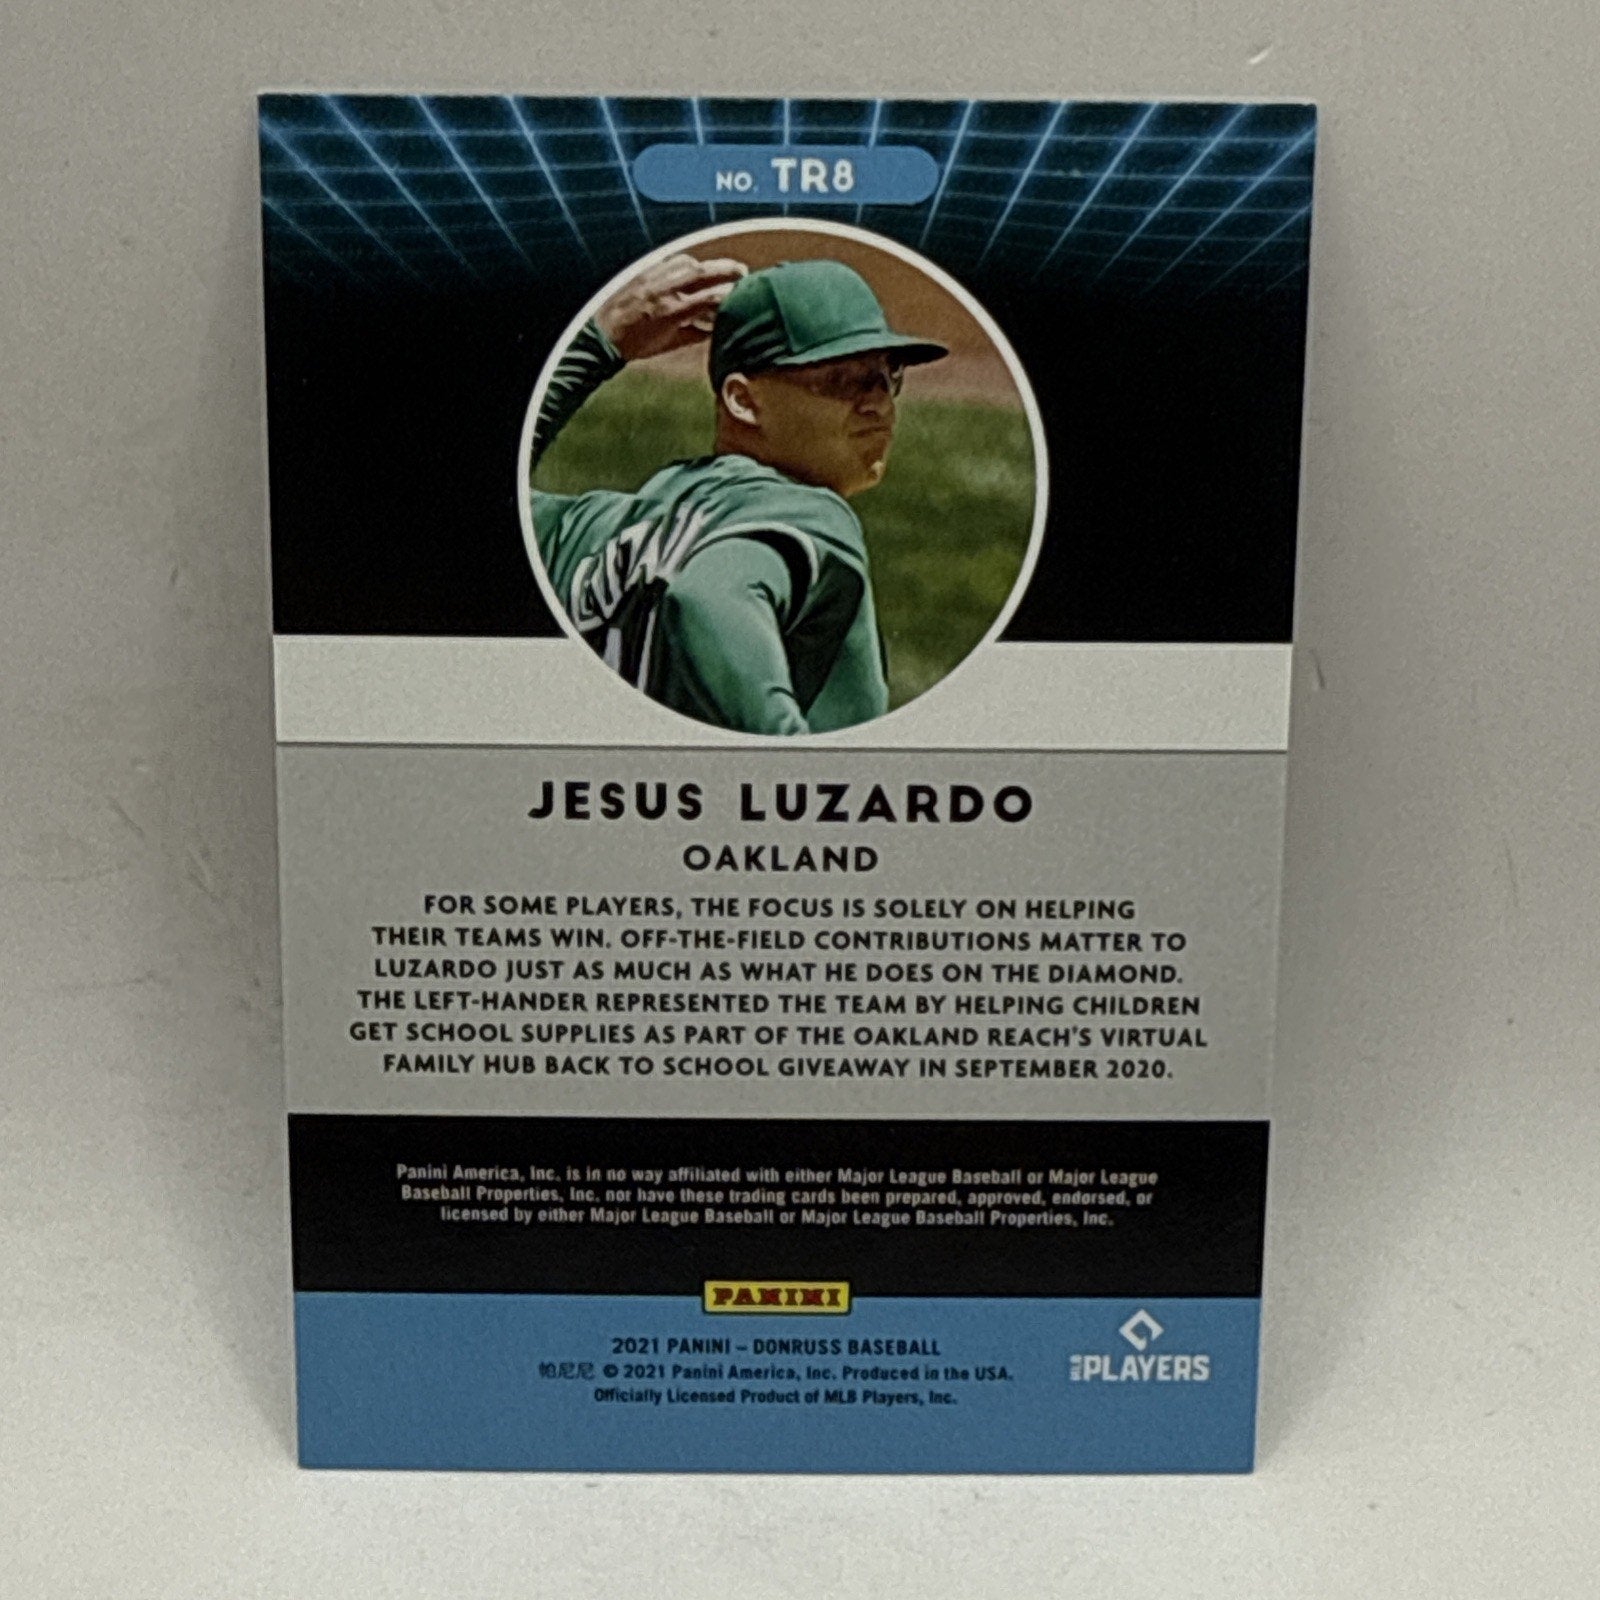 NO. TR8
JESUS LUZARDO
OAKLAND
FOR SOME PLAYERS, THE FOCUS IS SOLELY ON HELPING
THEIR TEAMS WIN. OFF-THE-FIELD CONTRIBUTIONS MATTER TO
LUZARDO JUST AS MUCH AS WHAT HE DOES ON THE DIAMOND.
THE LEFT-HANDER REPRESENTED THE TEAM BY HELPING CHILDREN
GET SCHOOL SUPPLIES AS PART OF THE OAKLAND REACH'S VIRTUAL
FAMILY HUB BACK TO SCHOOL GIVEAWAY IN SEPTEMBER 2020.
Panini America, Inc. is in no way affiliated with either Major League Baseball or Major League
Baseball Properties, Inc. nor have these trading cards been prepared, approved, endorsed, or
licensed by either Major League Baseball or Major League Baseball Properties, Inc.
PANINI
2021 PANINI – DONRUSS BASEBALL
帕尼尼 © 2021 Panini America, Inc. Produced in the USA.
Officially Licensed Product of MLB Players, Inc.
MLB PLAYERS